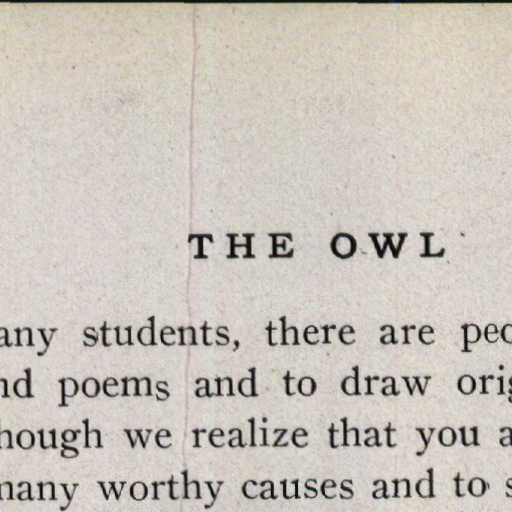 THE OWL
any students, there are peo
nd poems and to draw orig
hough we realize that you a
many worthy causes and to s